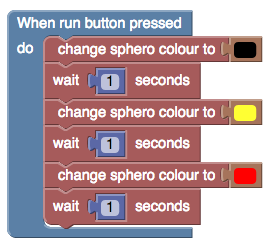 When run button pressed
do change sphero colour to
wait 1 seconds
change sphero colour to
wait 1 seconds
change sphero colour to
wait 1 seconds